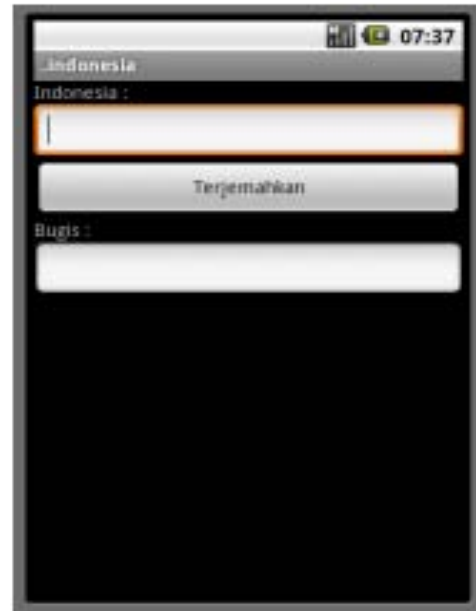 07:37
..indonesia
Indonesia :
Terjemahkan
Bugis :